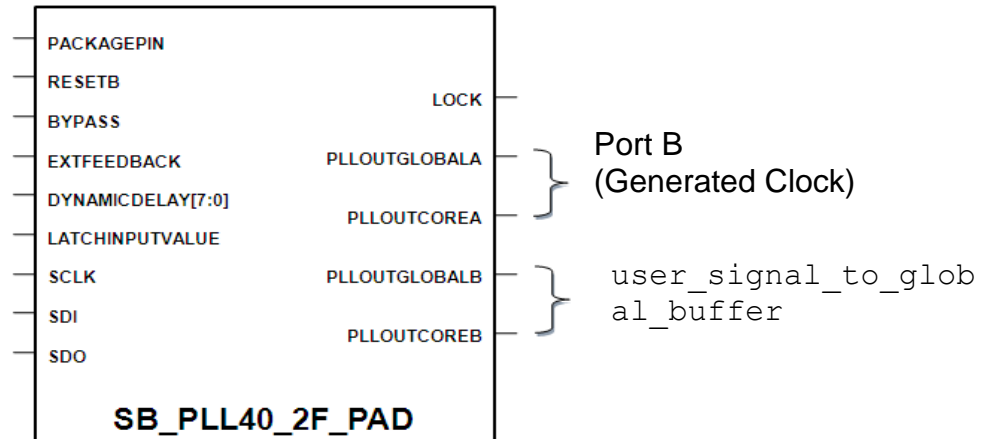 PACKAGEPIN
RESETB
BYPASS
EXTFEEDBACK
DYNAMICDELAY[7:0]
LATCHINPUTVALUE
SCLK
SDI
SDO
LOCK
PLLOUTGLOBALA
PLLOUTCOREA
PLLOUTGLOBALB
PLLOUTCOREB
SB_PLL40_2F_PAD
Port B
(Generated Clock)
user_signal_to_glob
al_buffer